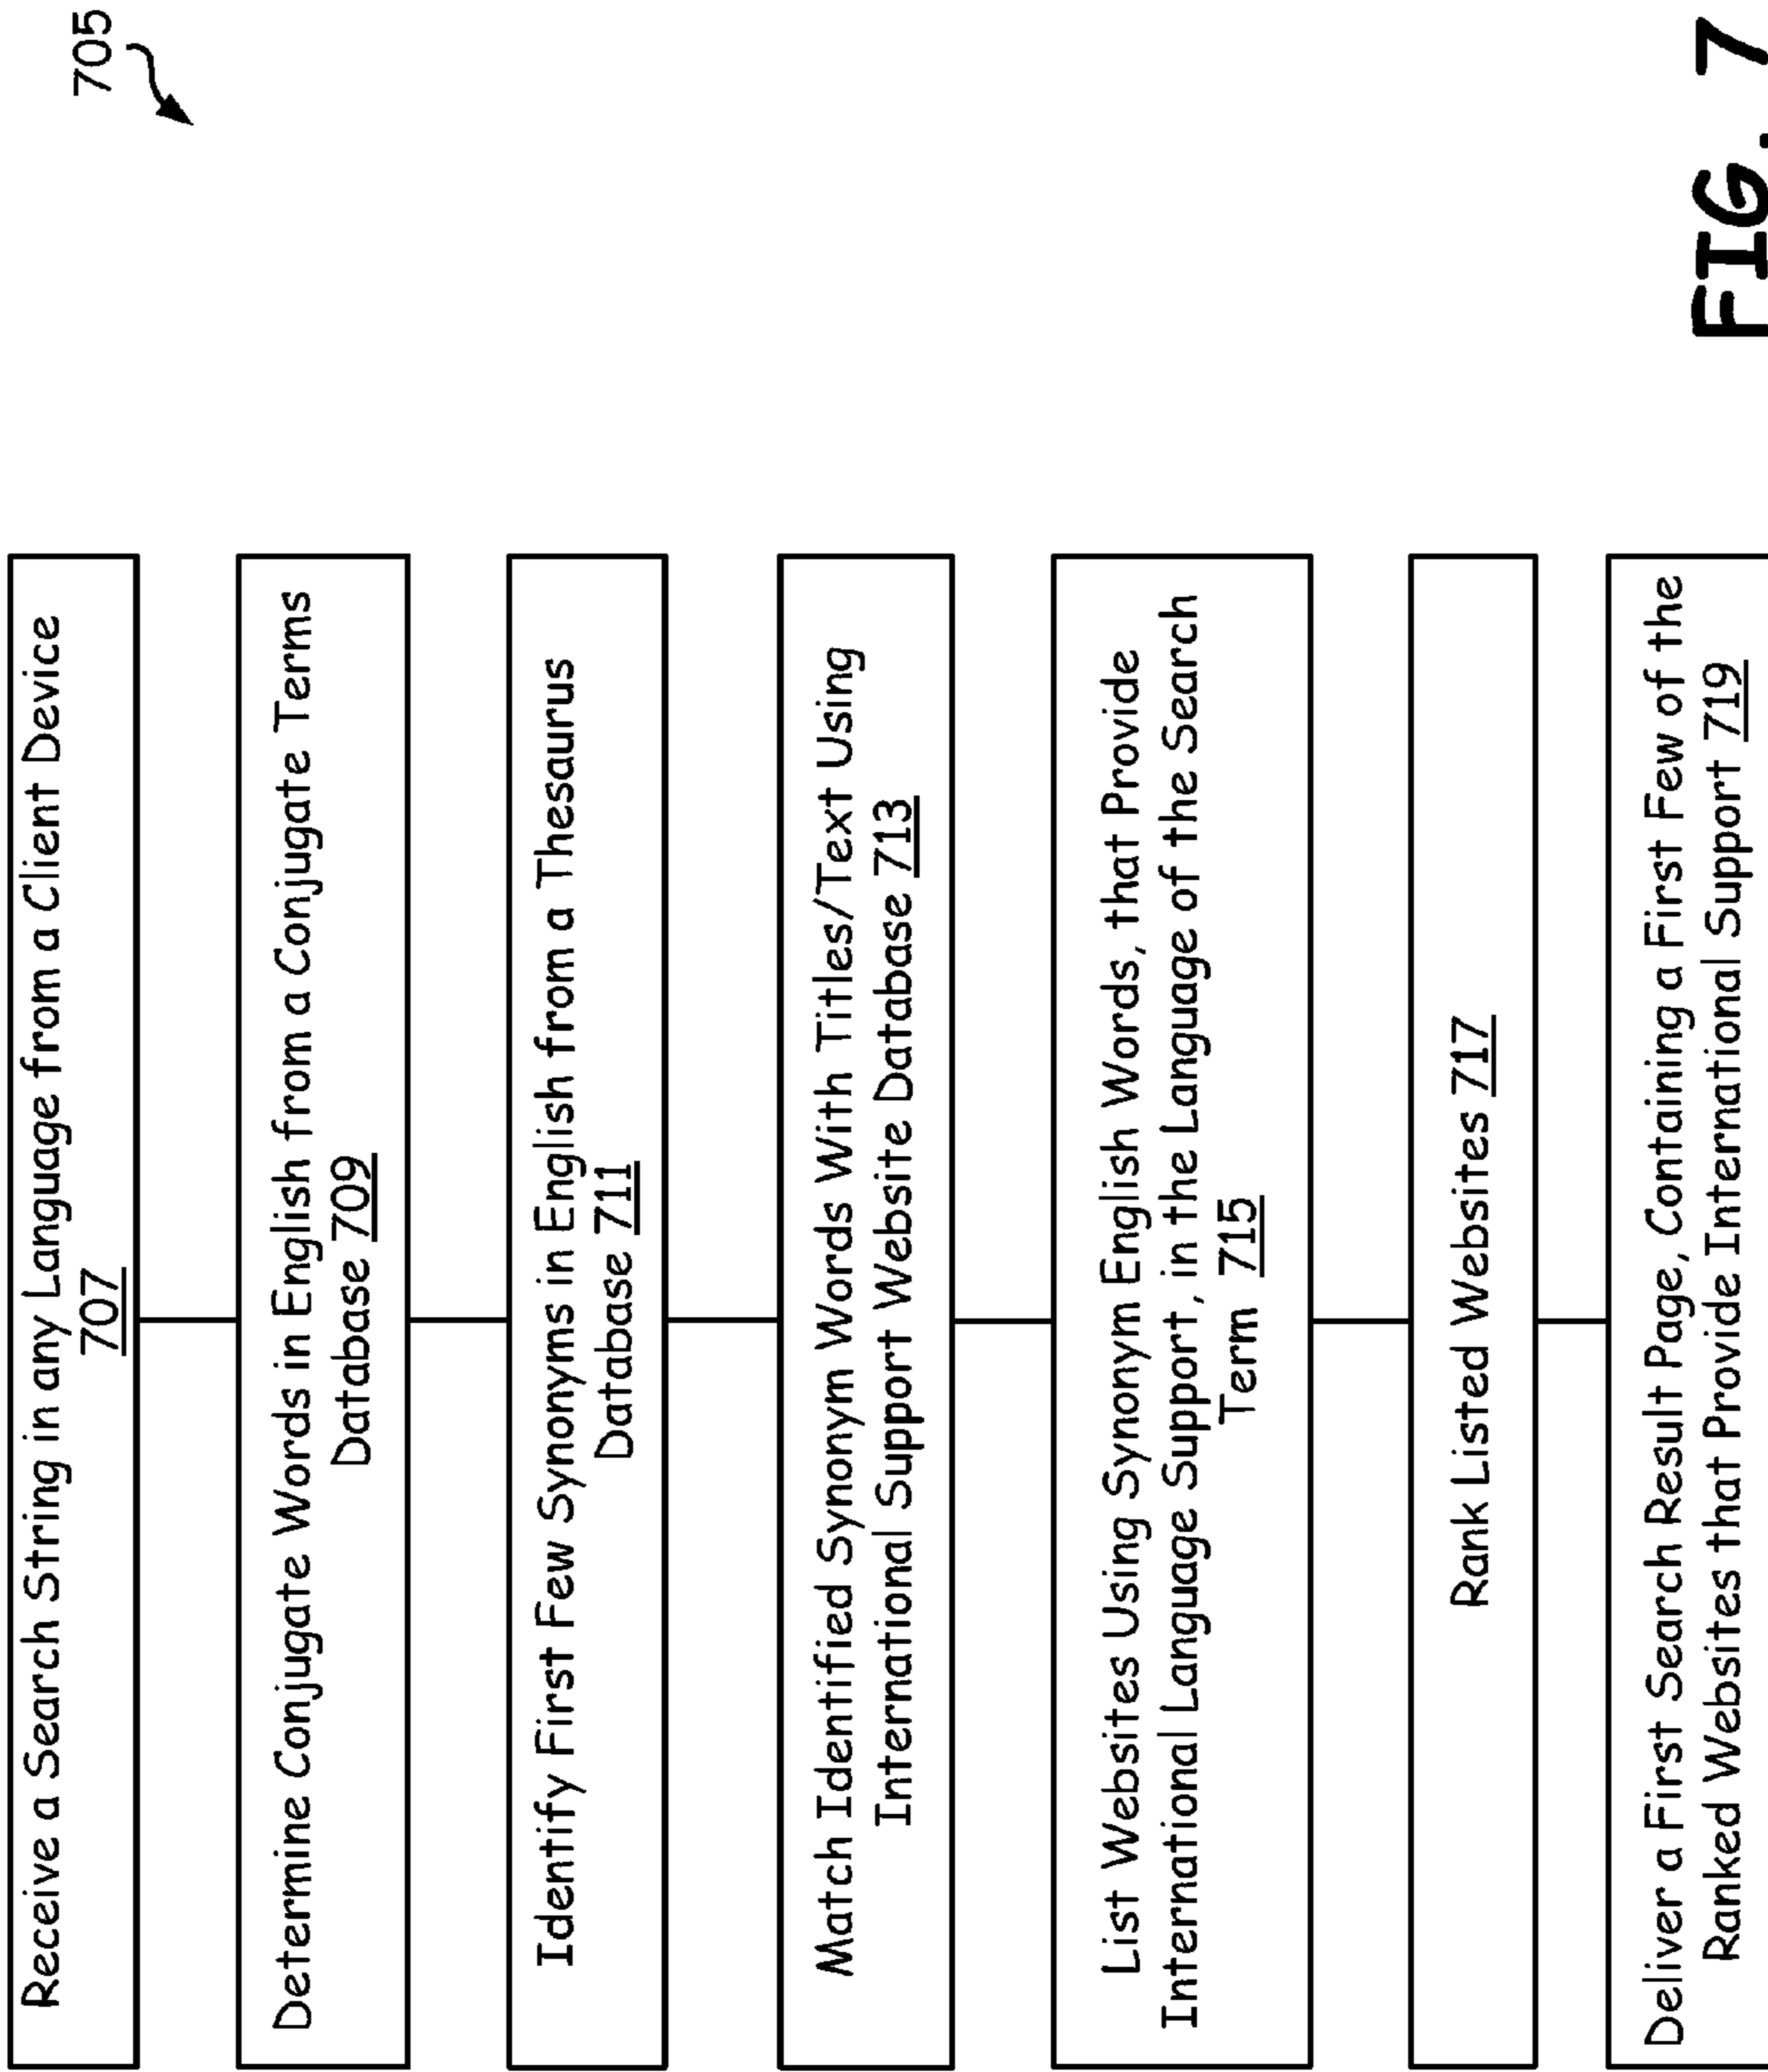 705
Receive a Search String in any Language from a Client Device
707
Determine Conjugate Words in English from a Conjugate Terms
Database 709
Identify First Few Synonyms in English from a Thesaurus
Database 711
Match Identified Synonym Words With Titles/Text Using
International Support Website Database 713
List Websites Using Synonym English Words, that Provide
International Language Support, in the Language of the Search
Term 715
Rank Listed Websites 717
Deliver a First Search Result Page, Containing a First Few of the
Ranked Websites that Provide International Support 719
FIG. 7